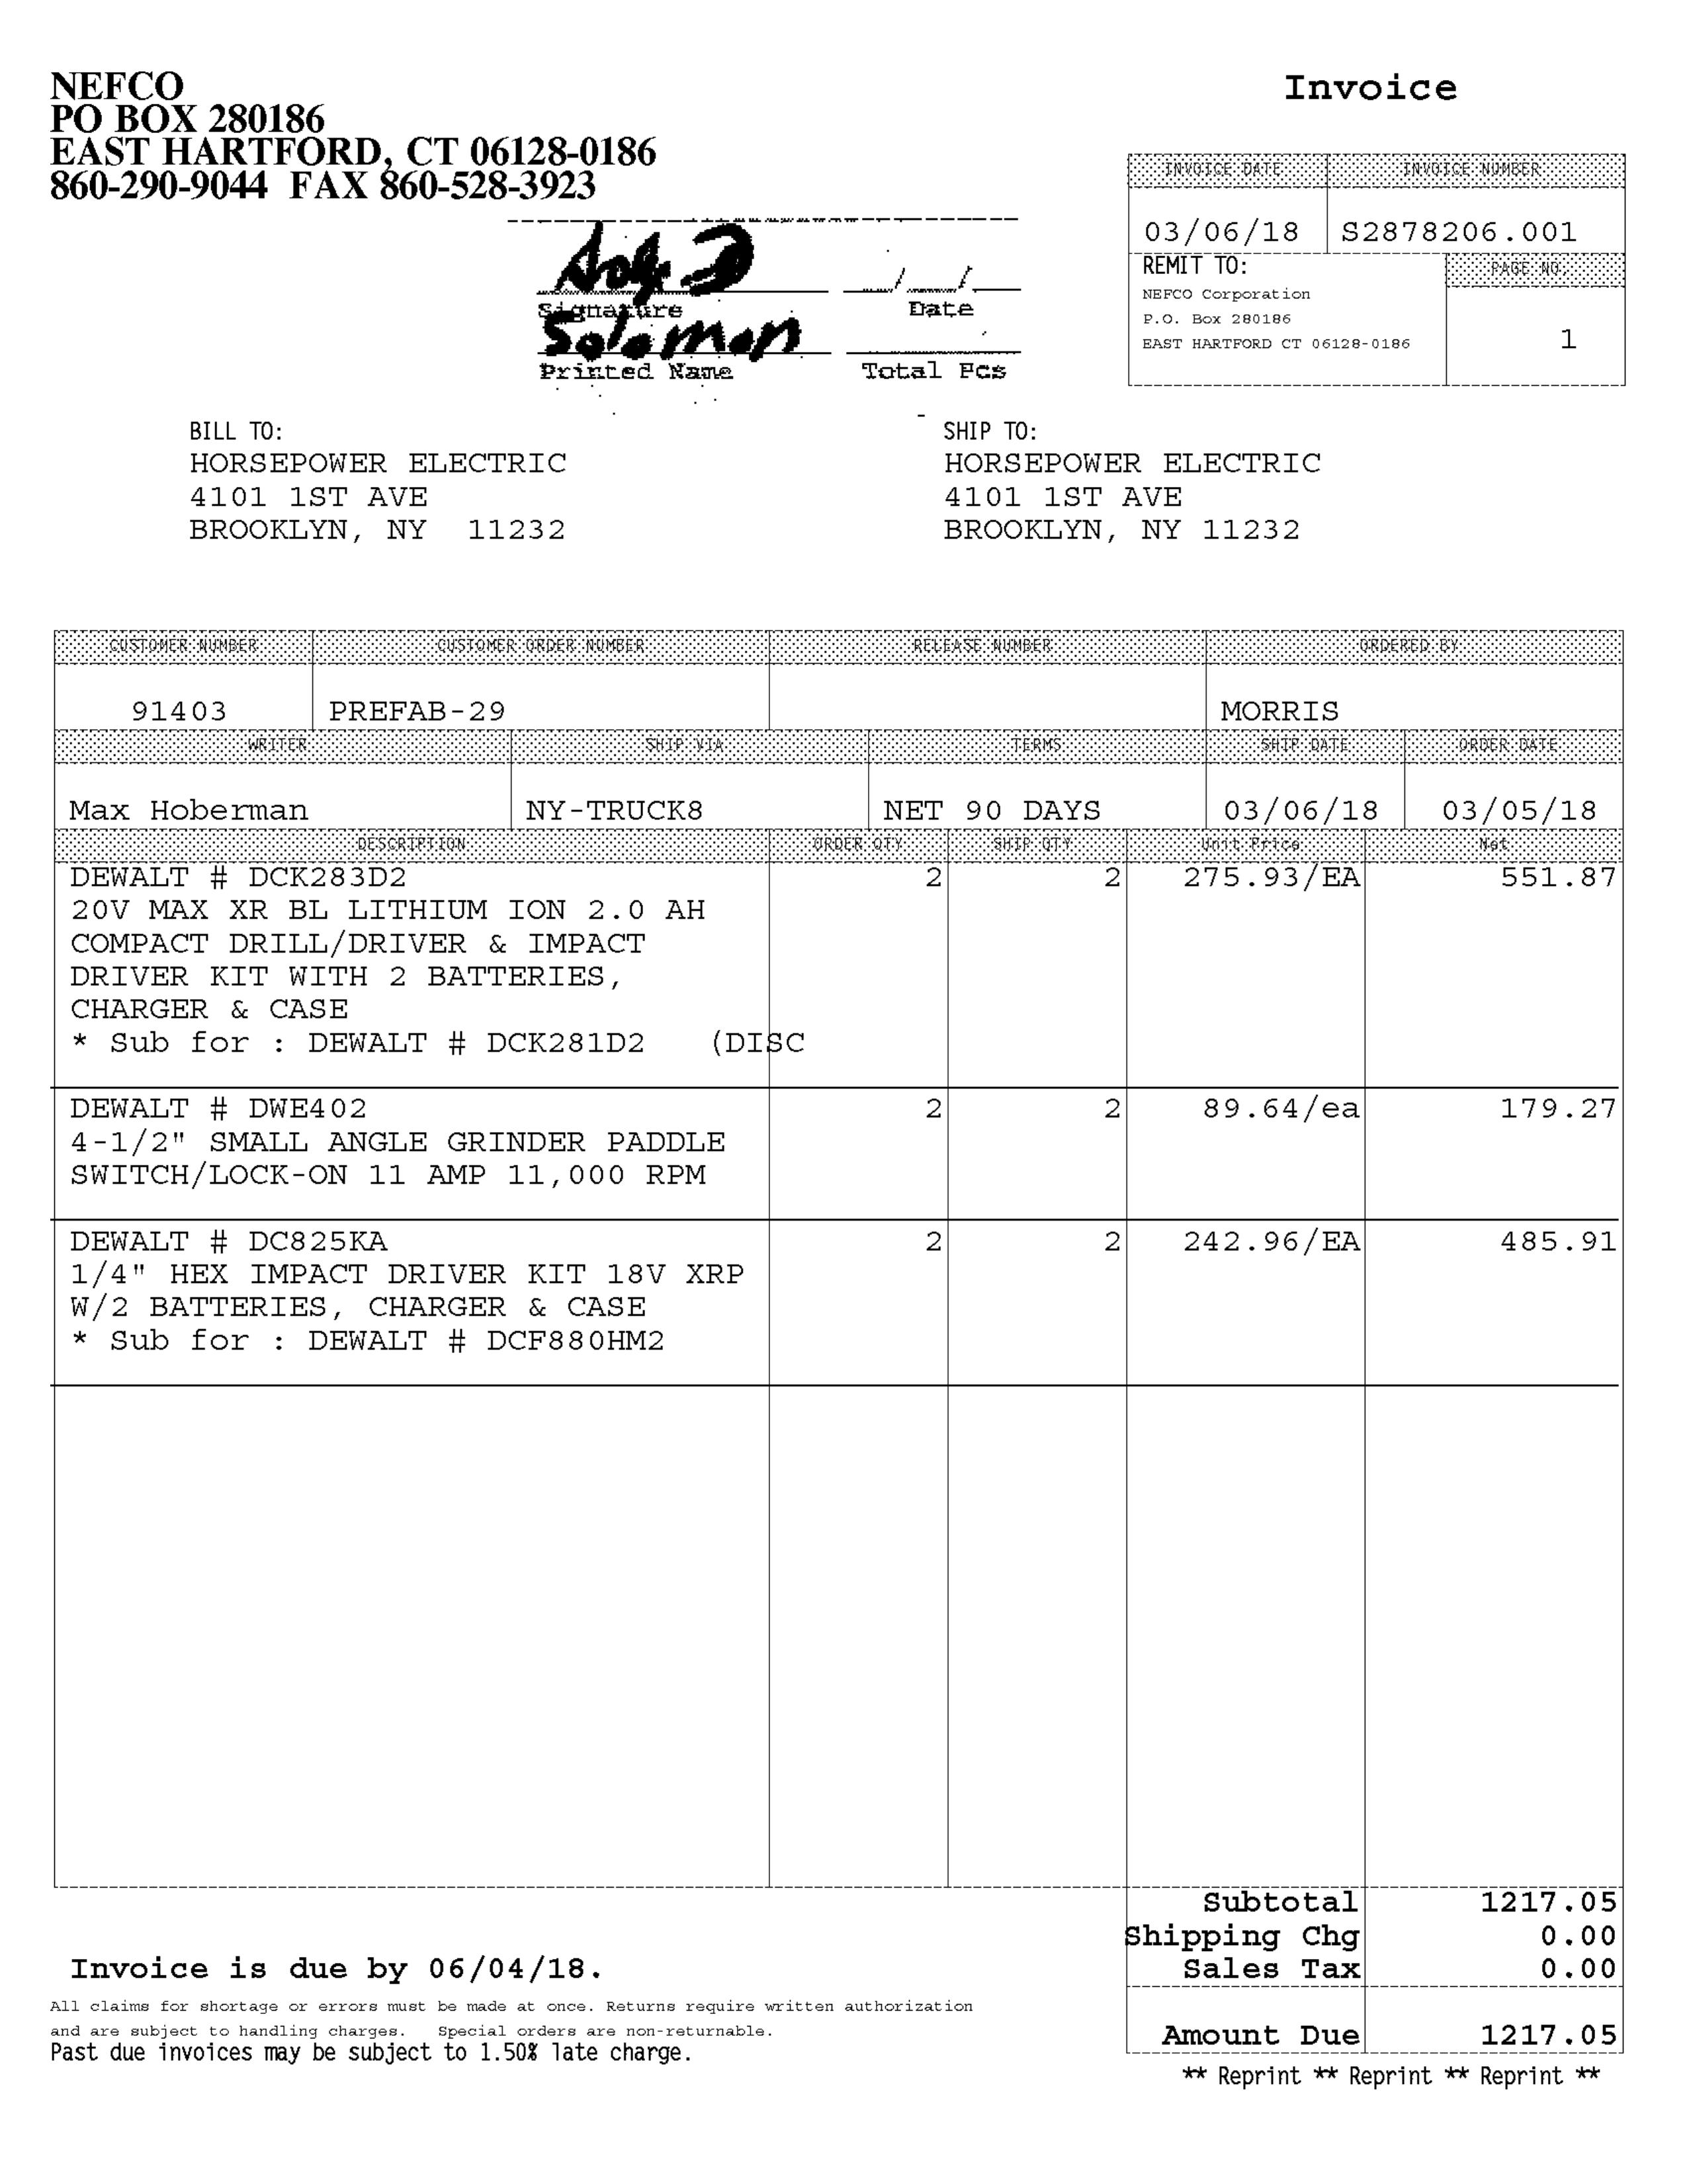 NEFCO
PO BOX 280186
EAST HARTFORD, CT 06128-0186
860-290-9044 FAX 860-528-3923
Invoice
INVOICE DATE INVOICE NUMBER
03/06/18 S2878206.001
REMIT TO: PAGE NO.
NEFCO Corporation
P.O. Box 280186
EAST HARTFORD CT 06128-0186
1
Signature Date
Solomon
Printed Name Total Pcs
BILL TO:
HORSEPOWER ELECTRIC
4101 1ST AVE
BROOKLYN, NY 11232
SHIP TO:
HORSEPOWER ELECTRIC
4101 1ST AVE
BROOKLYN, NY 11232
CUSTOMER NUMBER CUSTOMER ORDER NUMBER RELEASE NUMBER ORDERED BY
91403 PREFAB-29 MORRIS
WRITER SHIP VIA TERMS SHIP DATE ORDER DATE
Max Hoberman NY-TRUCK8 NET 90 DAYS 03/06/18 03/05/18
DESCRIPTION ORDER QTY SHIP QTY Unit Price Net
DEWALT # DCK283D2 2 2 275.93/EA 551.87
20V MAX XR BL LITHIUM ION 2.0 AH
COMPACT DRILL/DRIVER & IMPACT
DRIVER KIT WITH 2 BATTERIES,
CHARGER & CASE
* Sub for : DEWALT # DCK281D2 (DISC
DEWALT # DWE402 2 2 89.64/ea 179.27
4-1/2" SMALL ANGLE GRINDER PADDLE
SWITCH/LOCK-ON 11 AMP 11,000 RPM
DEWALT # DC825KA 2 2 242.96/EA 485.91
1/4" HEX IMPACT DRIVER KIT 18V XRP
W/2 BATTERIES, CHARGER & CASE
* Sub for : DEWALT # DCF880HM2
Subtotal 1217.05
Shipping Chg 0.00
Sales Tax 0.00
Invoice is due by 06/04/18.
All claims for shortage or errors must be made at once. Returns require written authorization
and are subject to handling charges. Special orders are non-returnable.
Past due invoices may be subject to 1.50% late charge.
Amount Due 1217.05
** Reprint ** Reprint ** Reprint **